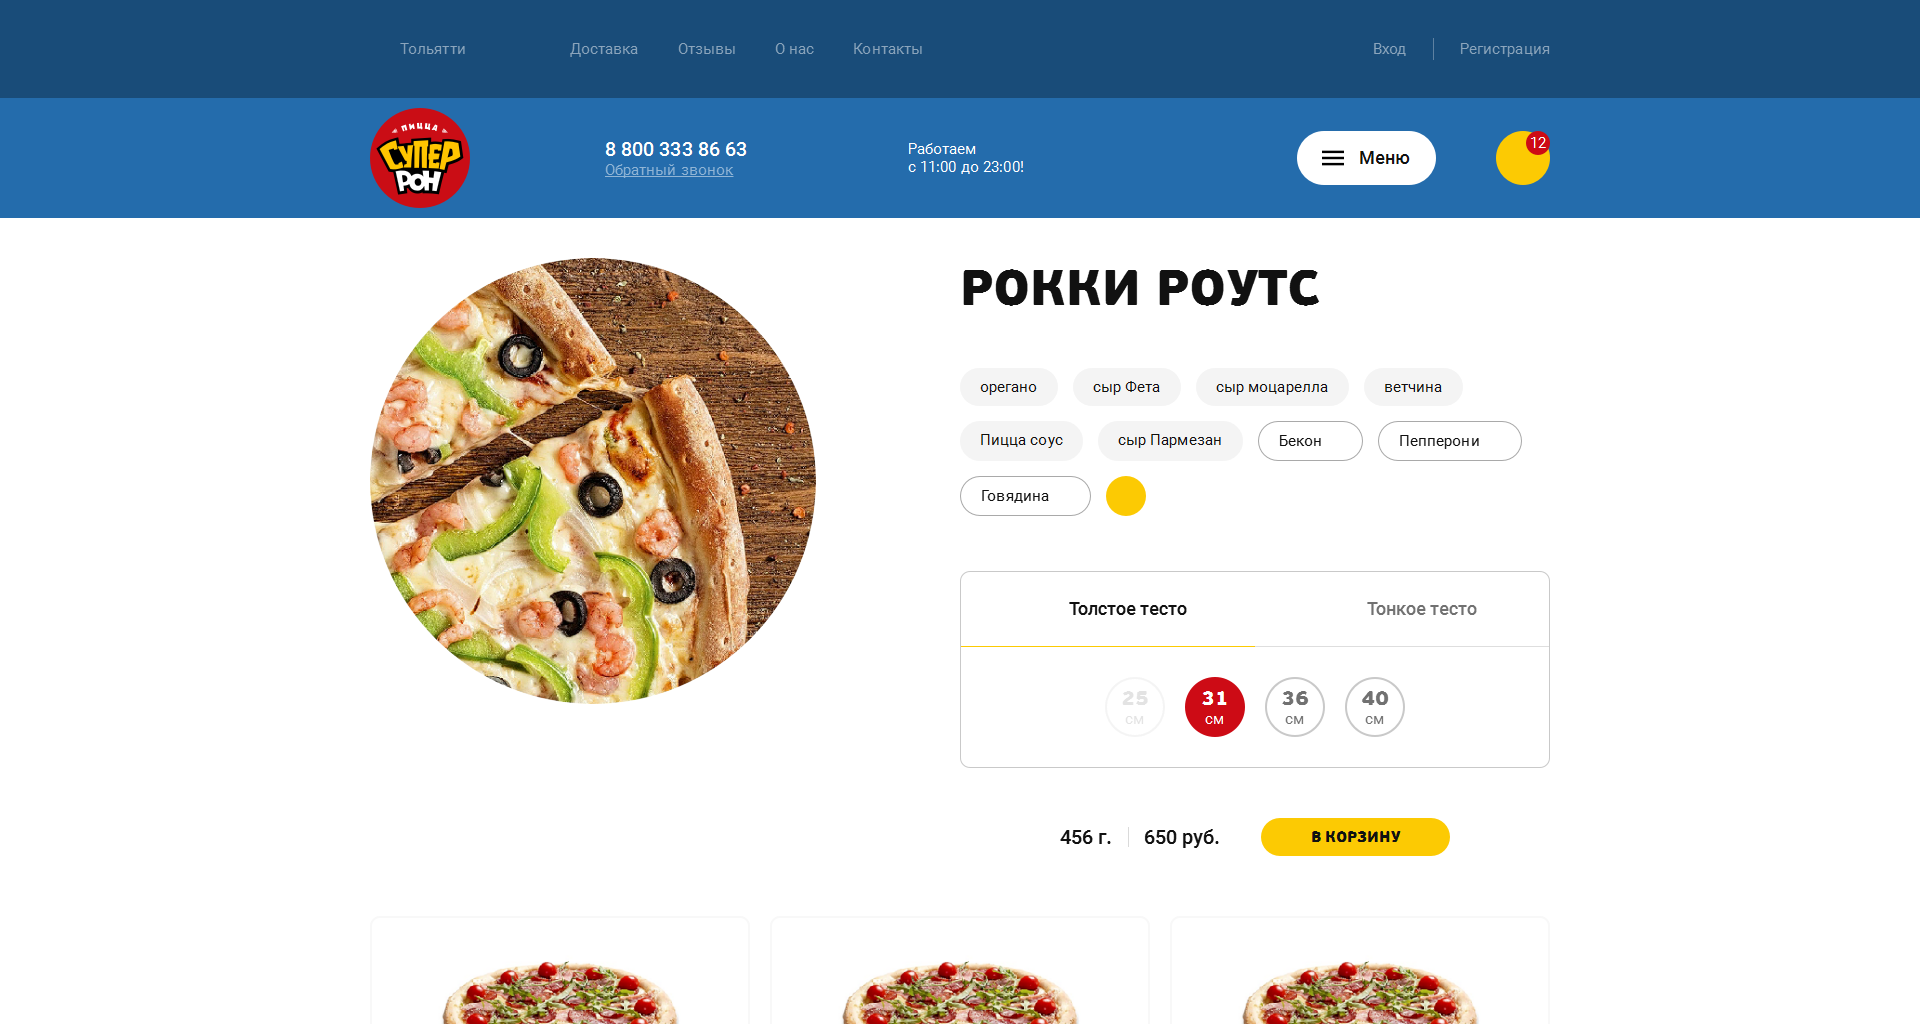 Тольятти
Доставка
Отзывы
О нас
Контакты
Вход
Регистрация
ПИЦЦА
СУПЕР
РОН
8 800 333 86 63
Обратный звонок
Работаем
с 11:00 до 23:00!
Меню
12
РОККИ РОУТС
орегано
сыр Фета
сыр моцарелла
ветчина
Пицца соус
сыр Пармезан
Бекон
Пепперони
Говядина
Толстое тесто
Тонкое тесто
25
см
31
см
36
см
40
см
456 г.
650 руб.
В КОРЗИНУ